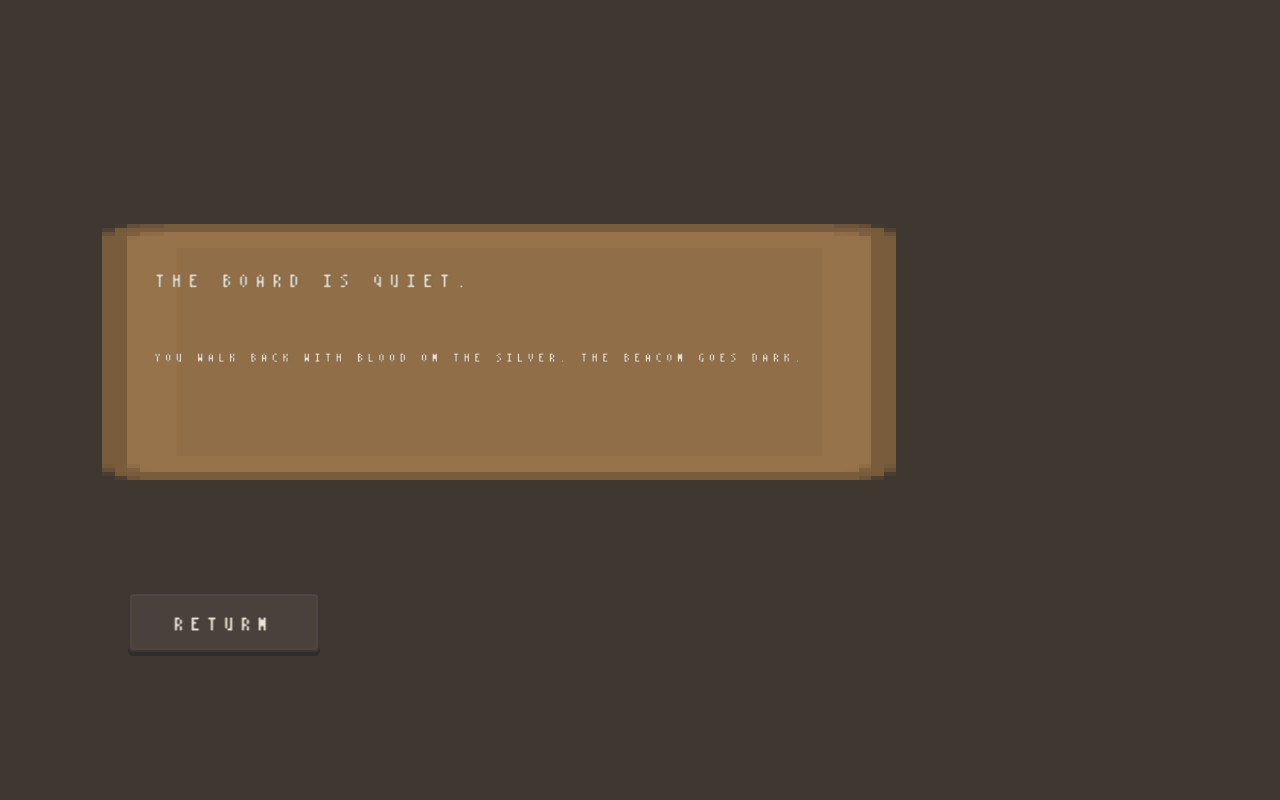 THE BOARD IS QUIET.
YOU WALK BACK WITH BLOOD ON THE SILVER. THE BEACON GOES DARK.
RETURN